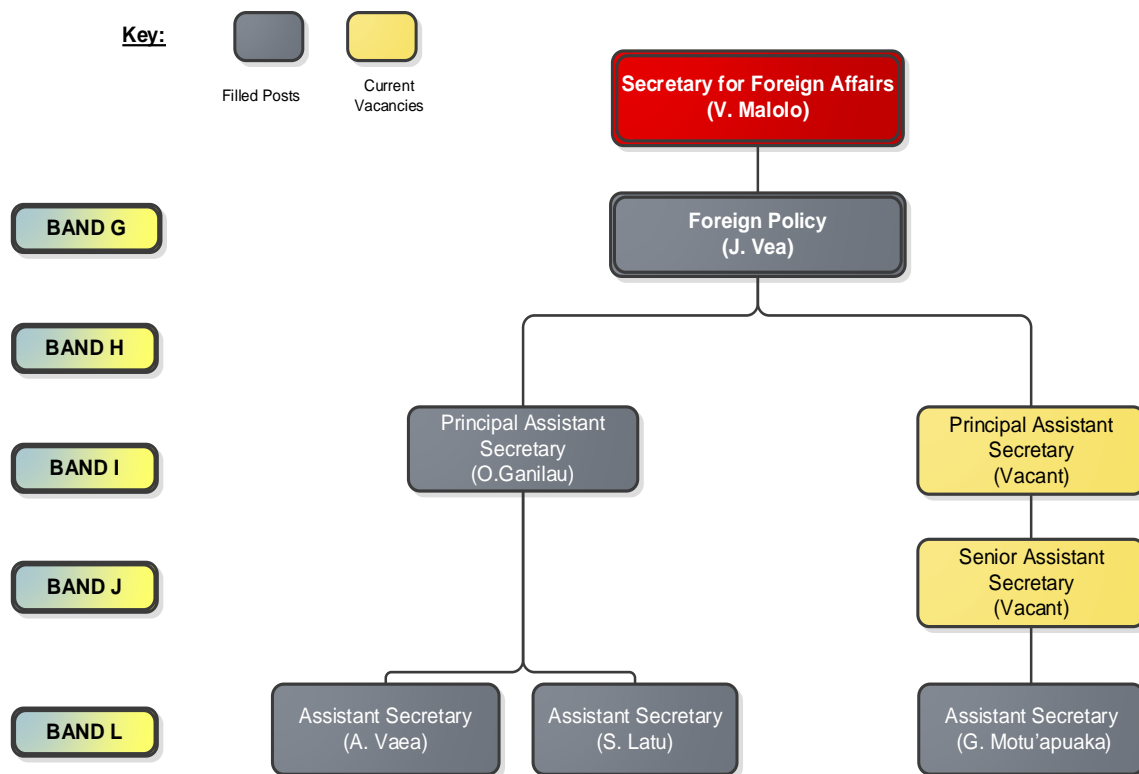 Key:
Filled Posts
Current
Vacancies
Secretary for Foreign Affairs
(V. Malolo)
BAND G
Foreign Policy
(J. Vea)
BAND H
BAND I
Principal Assistant
Secretary
(O.Ganilau)
Principal Assistant
Secretary
(Vacant)
BAND J
Senior Assistant
Secretary
(Vacant)
BAND L
Assistant Secretary
(A. Vaea)
Assistant Secretary
(S. Latu)
Assistant Secretary
(G. Motu’apuaka)